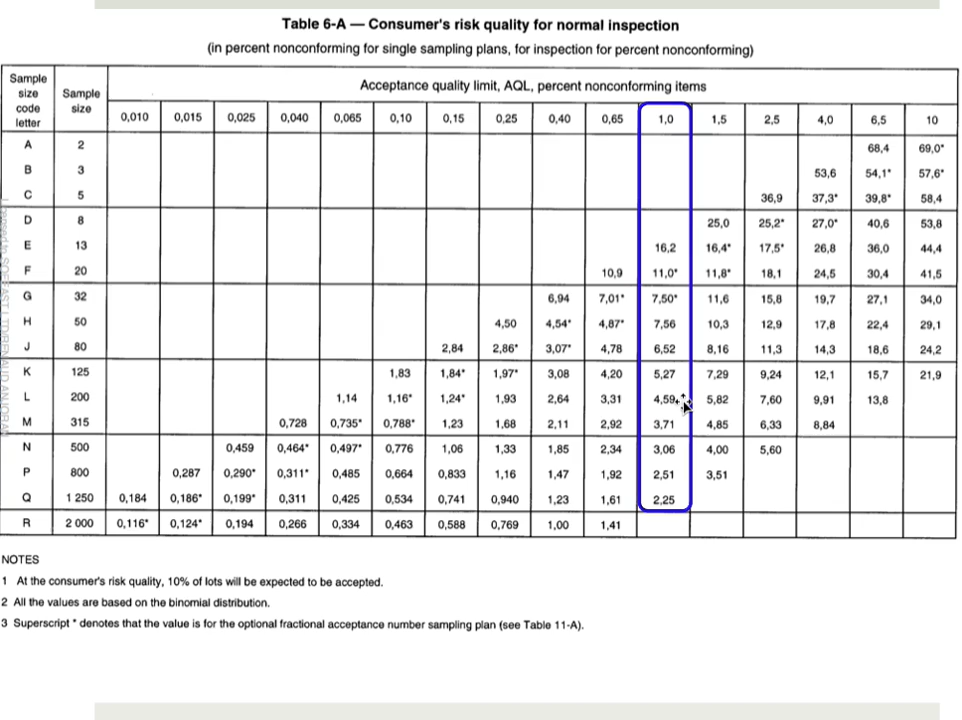 Table 6-A — Consumer's risk quality for normal inspection
(in percent nonconforming for single sampling plans, for inspection for percent nonconforming)
Sample size code letter Sample size Acceptance quality limit, AQL, percent nonconforming items
0,010 0,015 0,025 0,040 0,065 0,10 0,15 0,25 0,40 0,65 1,0 1,5 2,5 4,0 6,5 10
A 2 68,4 69,0*
B 3 53,6 54,1* 57,6*
C 5 36,9 37,3* 39,8* 58,4
D 8 25,0 25,2* 27,0* 40,6 53,8
E 13 16,2 16,4* 17,5* 26,8 36,0 44,4
F 20 10,9 11,0* 11,8* 18,1 24,5 30,4 41,5
G 32 6,94 7,01* 7,50* 11,6 15,8 19,7 27,1 34,0
H 50 4,50 4,54* 4,87* 7,56 10,3 12,9 17,8 22,4 29,1
J 80 2,84 2,86* 3,07* 4,78 6,52 8,16 11,3 14,3 18,6 24,2
K 125 1,83 1,84* 1,97* 3,08 4,20 5,27 7,29 9,24 12,1 15,7 21,9
L 200 1,14 1,16* 1,24* 1,93 2,64 3,31 4,59 5,82 7,60 9,91 13,8
M 315 0,728 0,735* 0,788* 1,23 1,68 2,11 2,92 3,71 4,85 6,33 8,84
N 500 0,459 0,464* 0,497* 0,776 1,06 1,33 1,85 2,34 3,06 4,00 5,60
P 800 0,287 0,290* 0,311* 0,485 0,664 0,833 1,16 1,47 1,92 2,51 3,51
Q 1 250 0,184 0,186* 0,199* 0,311 0,425 0,534 0,741 0,940 1,23 1,61 2,25
R 2 000 0,116* 0,124* 0,194 0,266 0,334 0,463 0,588 0,769 1,00 1,41
NOTES
1 At the consumer's risk quality, 10% of lots will be expected to be accepted.
2 All the values are based on the binomial distribution.
3 Superscript * denotes that the value is for the optional fractional acceptance number sampling plan (see Table 11-A).